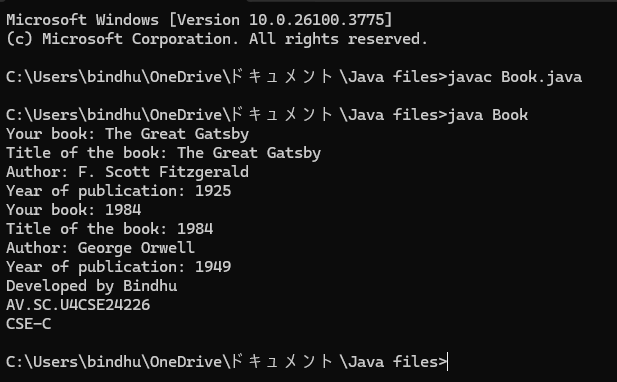 Microsoft Windows [Version 10.0.26100.3775]
(c) Microsoft Corporation. All rights reserved.
C:\Users\bindhu\OneDrive\ドキュメント\Java files>javac Book.java
C:\Users\bindhu\OneDrive\ドキュメント\Java files>java Book
Your book: The Great Gatsby
Title of the book: The Great Gatsby
Author: F. Scott Fitzgerald
Year of publication: 1925
Your book: 1984
Title of the book: 1984
Author: George Orwell
Year of publication: 1949
Developed by Bindhu
AV.SC.U4CSE24226
CSE-C
C:\Users\bindhu\OneDrive\ドキュメント\Java files>